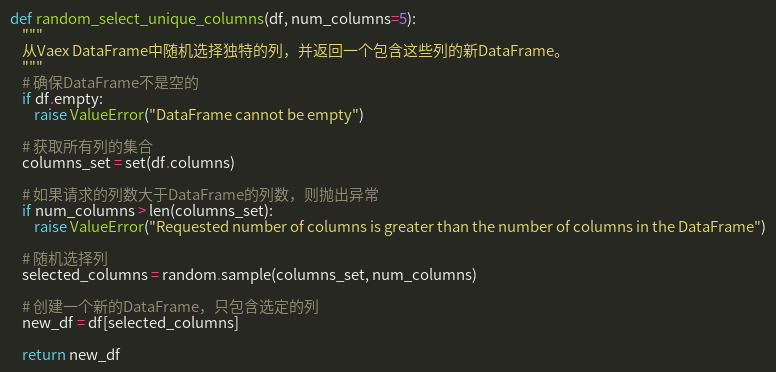 def random_select_unique_columns(df, num_columns=5):
    """
    从Vaex DataFrame中随机选择独特的列，并返回一个包含这些列的新DataFrame。
    """
    # 确保DataFrame不是空的
    if df.empty:
        raise ValueError("DataFrame cannot be empty")

    # 获取所有列的集合
    columns_set = set(df.columns)

    # 如果请求的列数大于DataFrame的列数，则抛出异常
    if num_columns > len(columns_set):
        raise ValueError("Requested number of columns is greater than the number of columns in the DataFrame")

    # 随机选择列
    selected_columns = random.sample(columns_set, num_columns)

    # 创建一个新的DataFrame，只包含选定的列
    new_df = df[selected_columns]

    return new_df